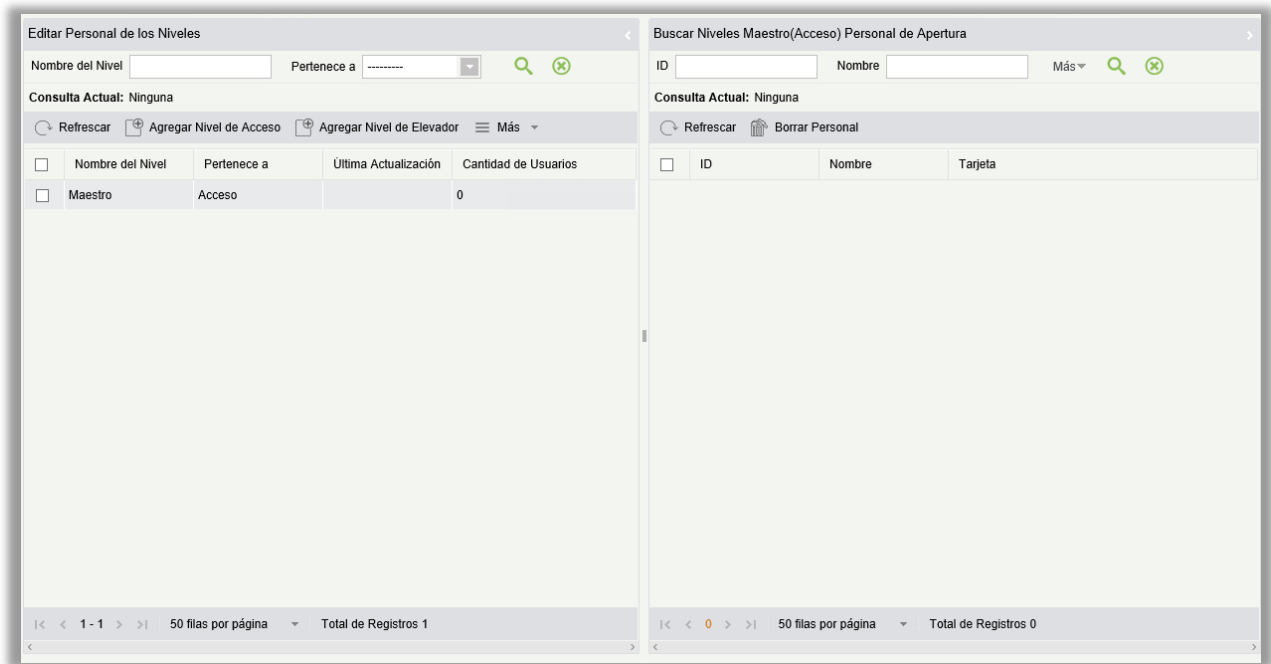 Editar Personal de los Niveles
Nombre del Nivel Pertenece a ---------
Consulta Actual: Ninguna
Refrescar Agregar Nivel de Acceso Agregar Nivel de Elevador Más
Nombre del Nivel Pertenece a Última Actualización Cantidad de Usuarios
Maestro Acceso 0
1 - 1 50 filas por página Total de Registros 1
Buscar Niveles Maestro(Acceso) Personal de Apertura
ID Nombre Más
Consulta Actual: Ninguna
Refrescar Borrar Personal
ID Nombre Tarjeta
0 50 filas por página Total de Registros 0